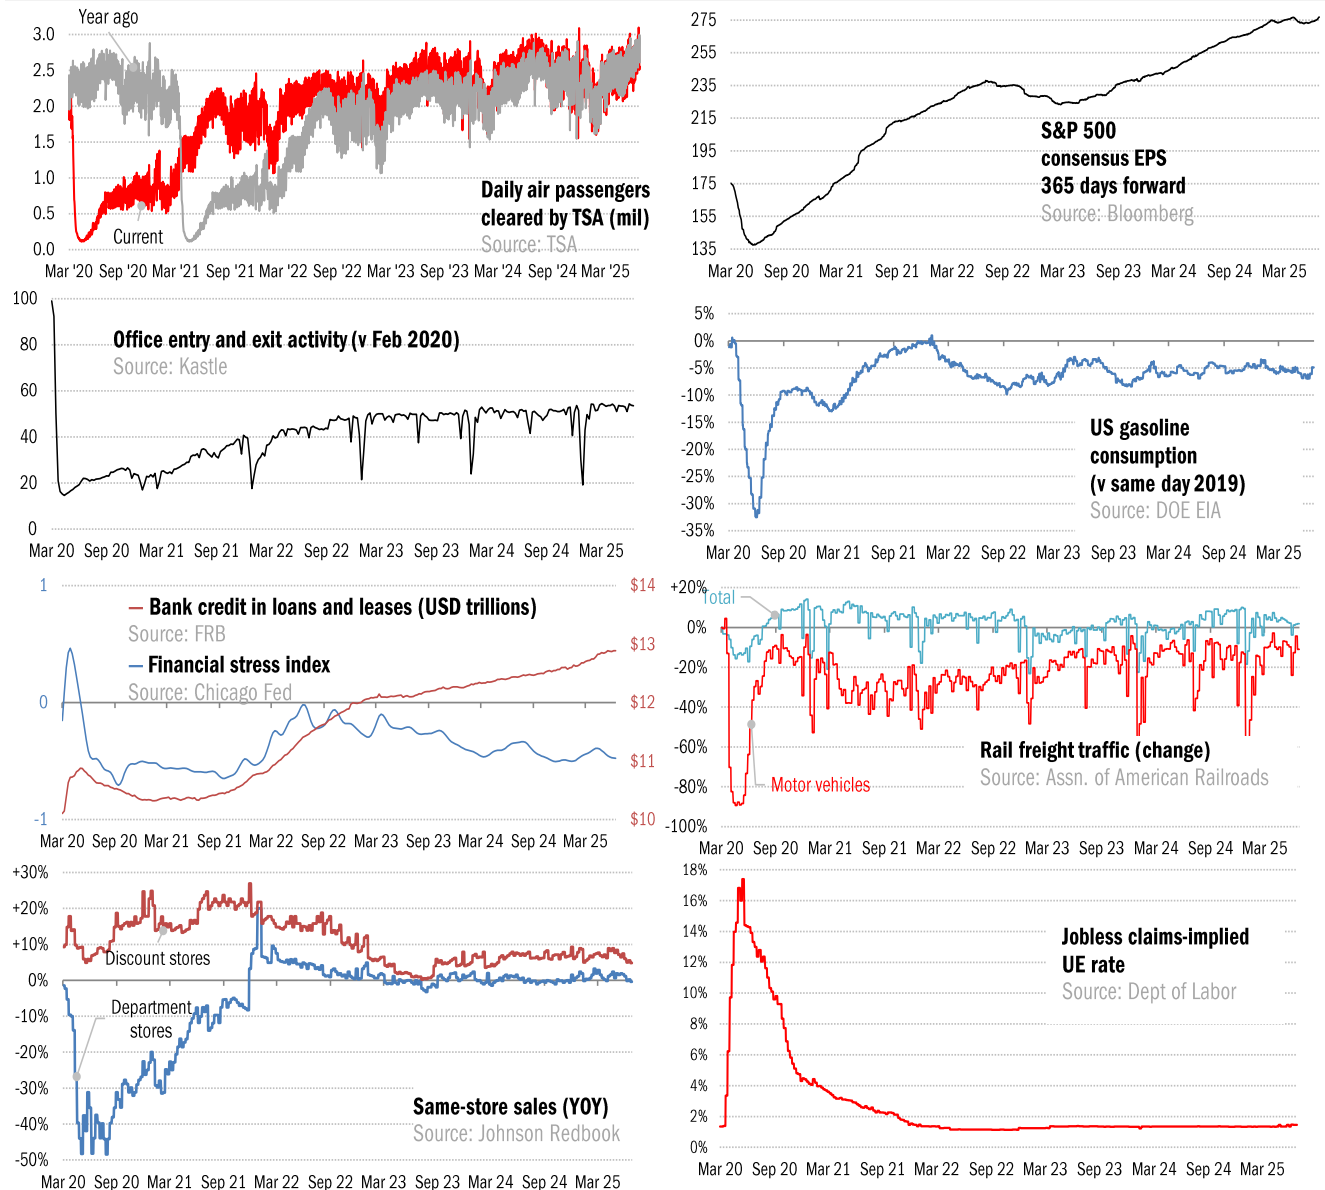 Year ago
3.0
2.5
2.0
1.5
1.0
0.5
0.0
Current
Daily air passengers
cleared by TSA (mil)
Source: TSA
Mar '20 Sep '20 Mar '21 Sep '21 Mar '22 Sep '22 Mar '23 Sep '23 Mar '24 Sep '24 Mar '25
275
255
235
215
195
175
155
135
S&P 500
consensus EPS
365 days forward
Source: Bloomberg
Mar 20 Sep 20 Mar 21 Sep 21 Mar 22 Sep 22 Mar 23 Sep 23 Mar 24 Sep 24 Mar 25
100
80
60
40
20
0
Office entry and exit activity (v Feb 2020)
Source: Kastle
Mar 20 Sep 20 Mar 21 Sep 21 Mar 22 Sep 22 Mar 23 Sep 23 Mar 24 Sep 24 Mar 25
5%
0%
-5%
-10%
-15%
-20%
-25%
-30%
-35%
US gasoline
consumption
(v same day 2019)
Source: DOE EIA
Mar 20 Sep 20 Mar 21 Sep 21 Mar 22 Sep 22 Mar 23 Sep 23 Mar 24 Sep 24 Mar 25
1
0
-1
$14
$13
$12
$11
$10
Bank credit in loans and leases (USD trillions)
Source: FRB
Financial stress index
Source: Chicago Fed
Mar 20 Sep 20 Mar 21 Sep 21 Mar 22 Sep 22 Mar 23 Sep 23 Mar 24 Sep 24 Mar 25
+20%
0%
-20%
-40%
-60%
-80%
-100%
Total
Motor vehicles
Rail freight traffic (change)
Source: Assn. of American Railroads
Mar 20 Sep 20 Mar 21 Sep 21 Mar 22 Sep 22 Mar 23 Sep 23 Mar 24 Sep 24 Mar 25
+30%
+20%
+10%
0%
-10%
-20%
-30%
-40%
-50%
Discount stores
Department
stores
Same-store sales (YOY)
Source: Johnson Redbook
Mar 20 Sep 20 Mar 21 Sep 21 Mar 22 Sep 22 Mar 23 Sep 23 Mar 24 Sep 24 Mar 25
18%
16%
14%
12%
10%
8%
6%
4%
2%
0%
Jobless claims-implied
UE rate
Source: Dept of Labor
Mar 20 Sep 20 Mar 21 Sep 21 Mar 22 Sep 22 Mar 23 Sep 23 Mar 24 Sep 24 Mar 25